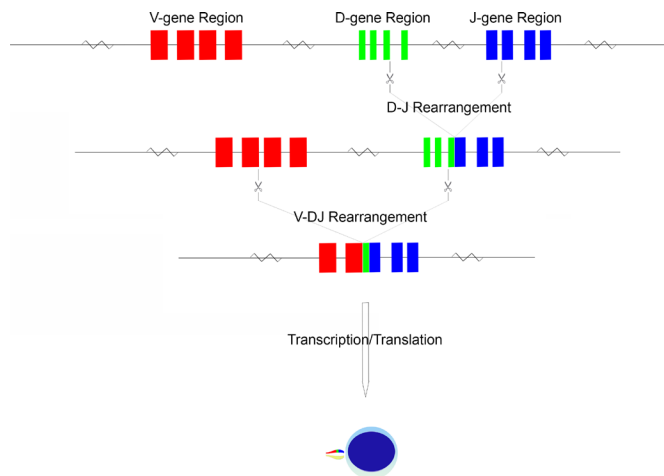 V-gene Region
D-gene Region
J-gene Region
D-J Rearrangement
V-DJ Rearrangement
Transcription/Translation